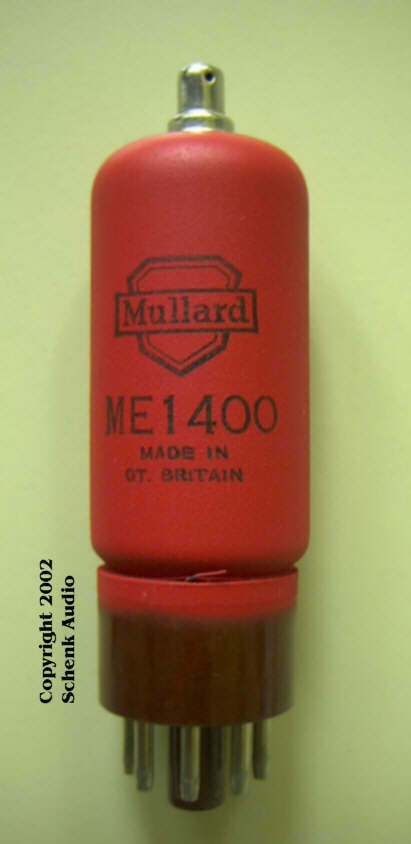 Mullard
ME1400
MADE IN
GT. BRITAIN
Copyright 2002
Schenk Audio